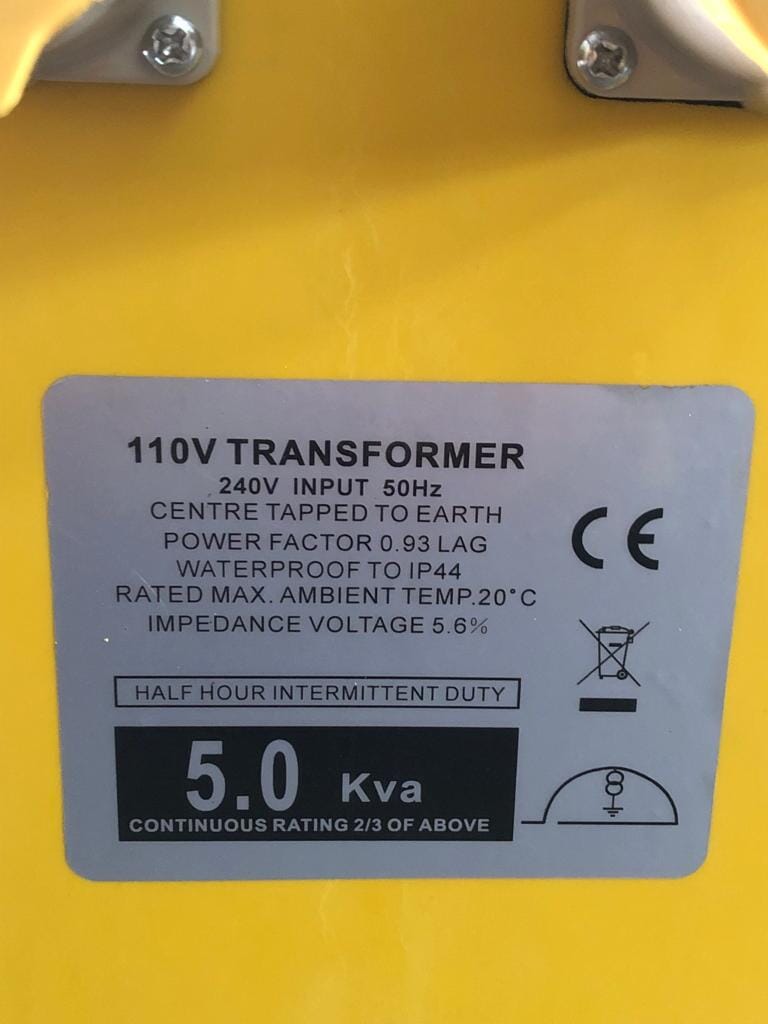 110V TRANSFORMER
240V INPUT 50Hz
CENTRE TAPPED TO EARTH
POWER FACTOR 0.93 LAG
WATERPROOF TO IP44
RATED MAX. AMBIENT TEMP.20°C
IMPEDANCE VOLTAGE 5.6%
CE
HALF HOUR INTERMITTENT DUTY
5.0 Kva
CONTINUOUS RATING 2/3 OF ABOVE